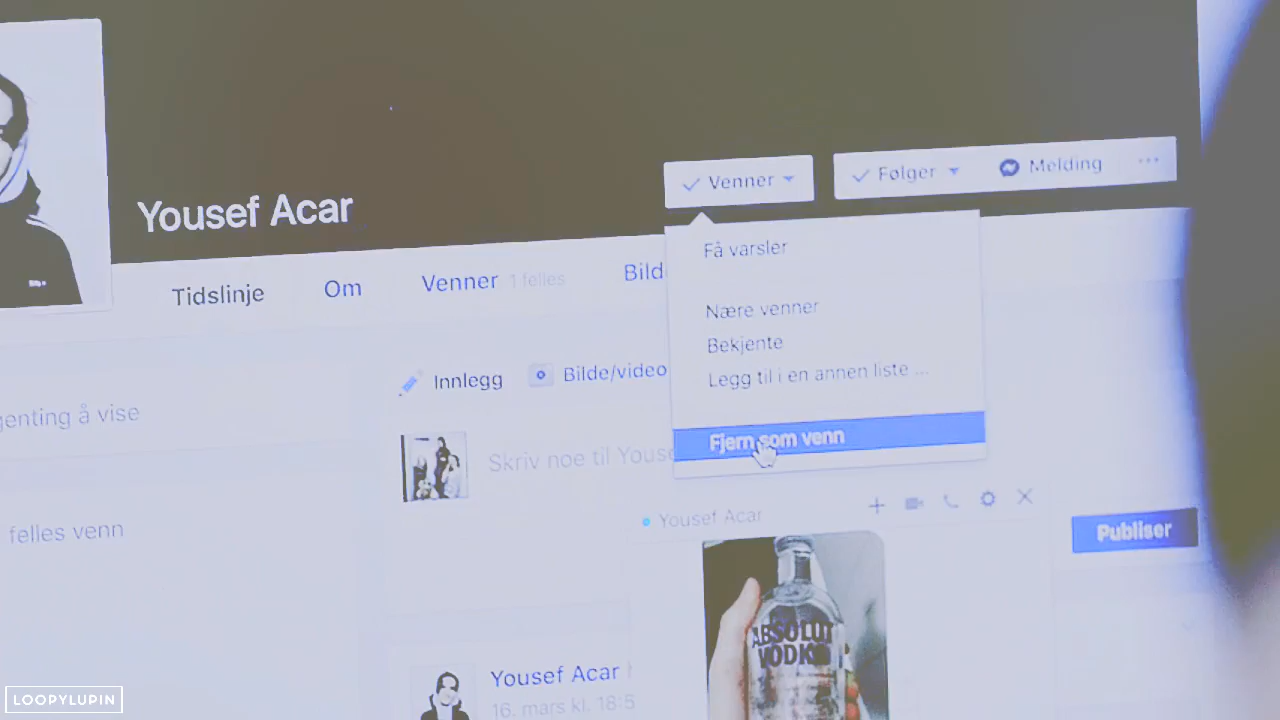 Yousef Acar
Venner
Følger
Melding
Tidslinje
Om
Venner 1 felles
Bild
Få varsler
Nære venner
Bekjente
Legg til i en annen liste ...
Fjern som venn
Innlegg
Bilde/video
genting å vise
Skriv noe til Youse
felles venn
Yousef Acar
Publiser
ABSOLUT
VODKA
Yousef Acar
16. mars kl. 18:5
LOOPYLUPIN